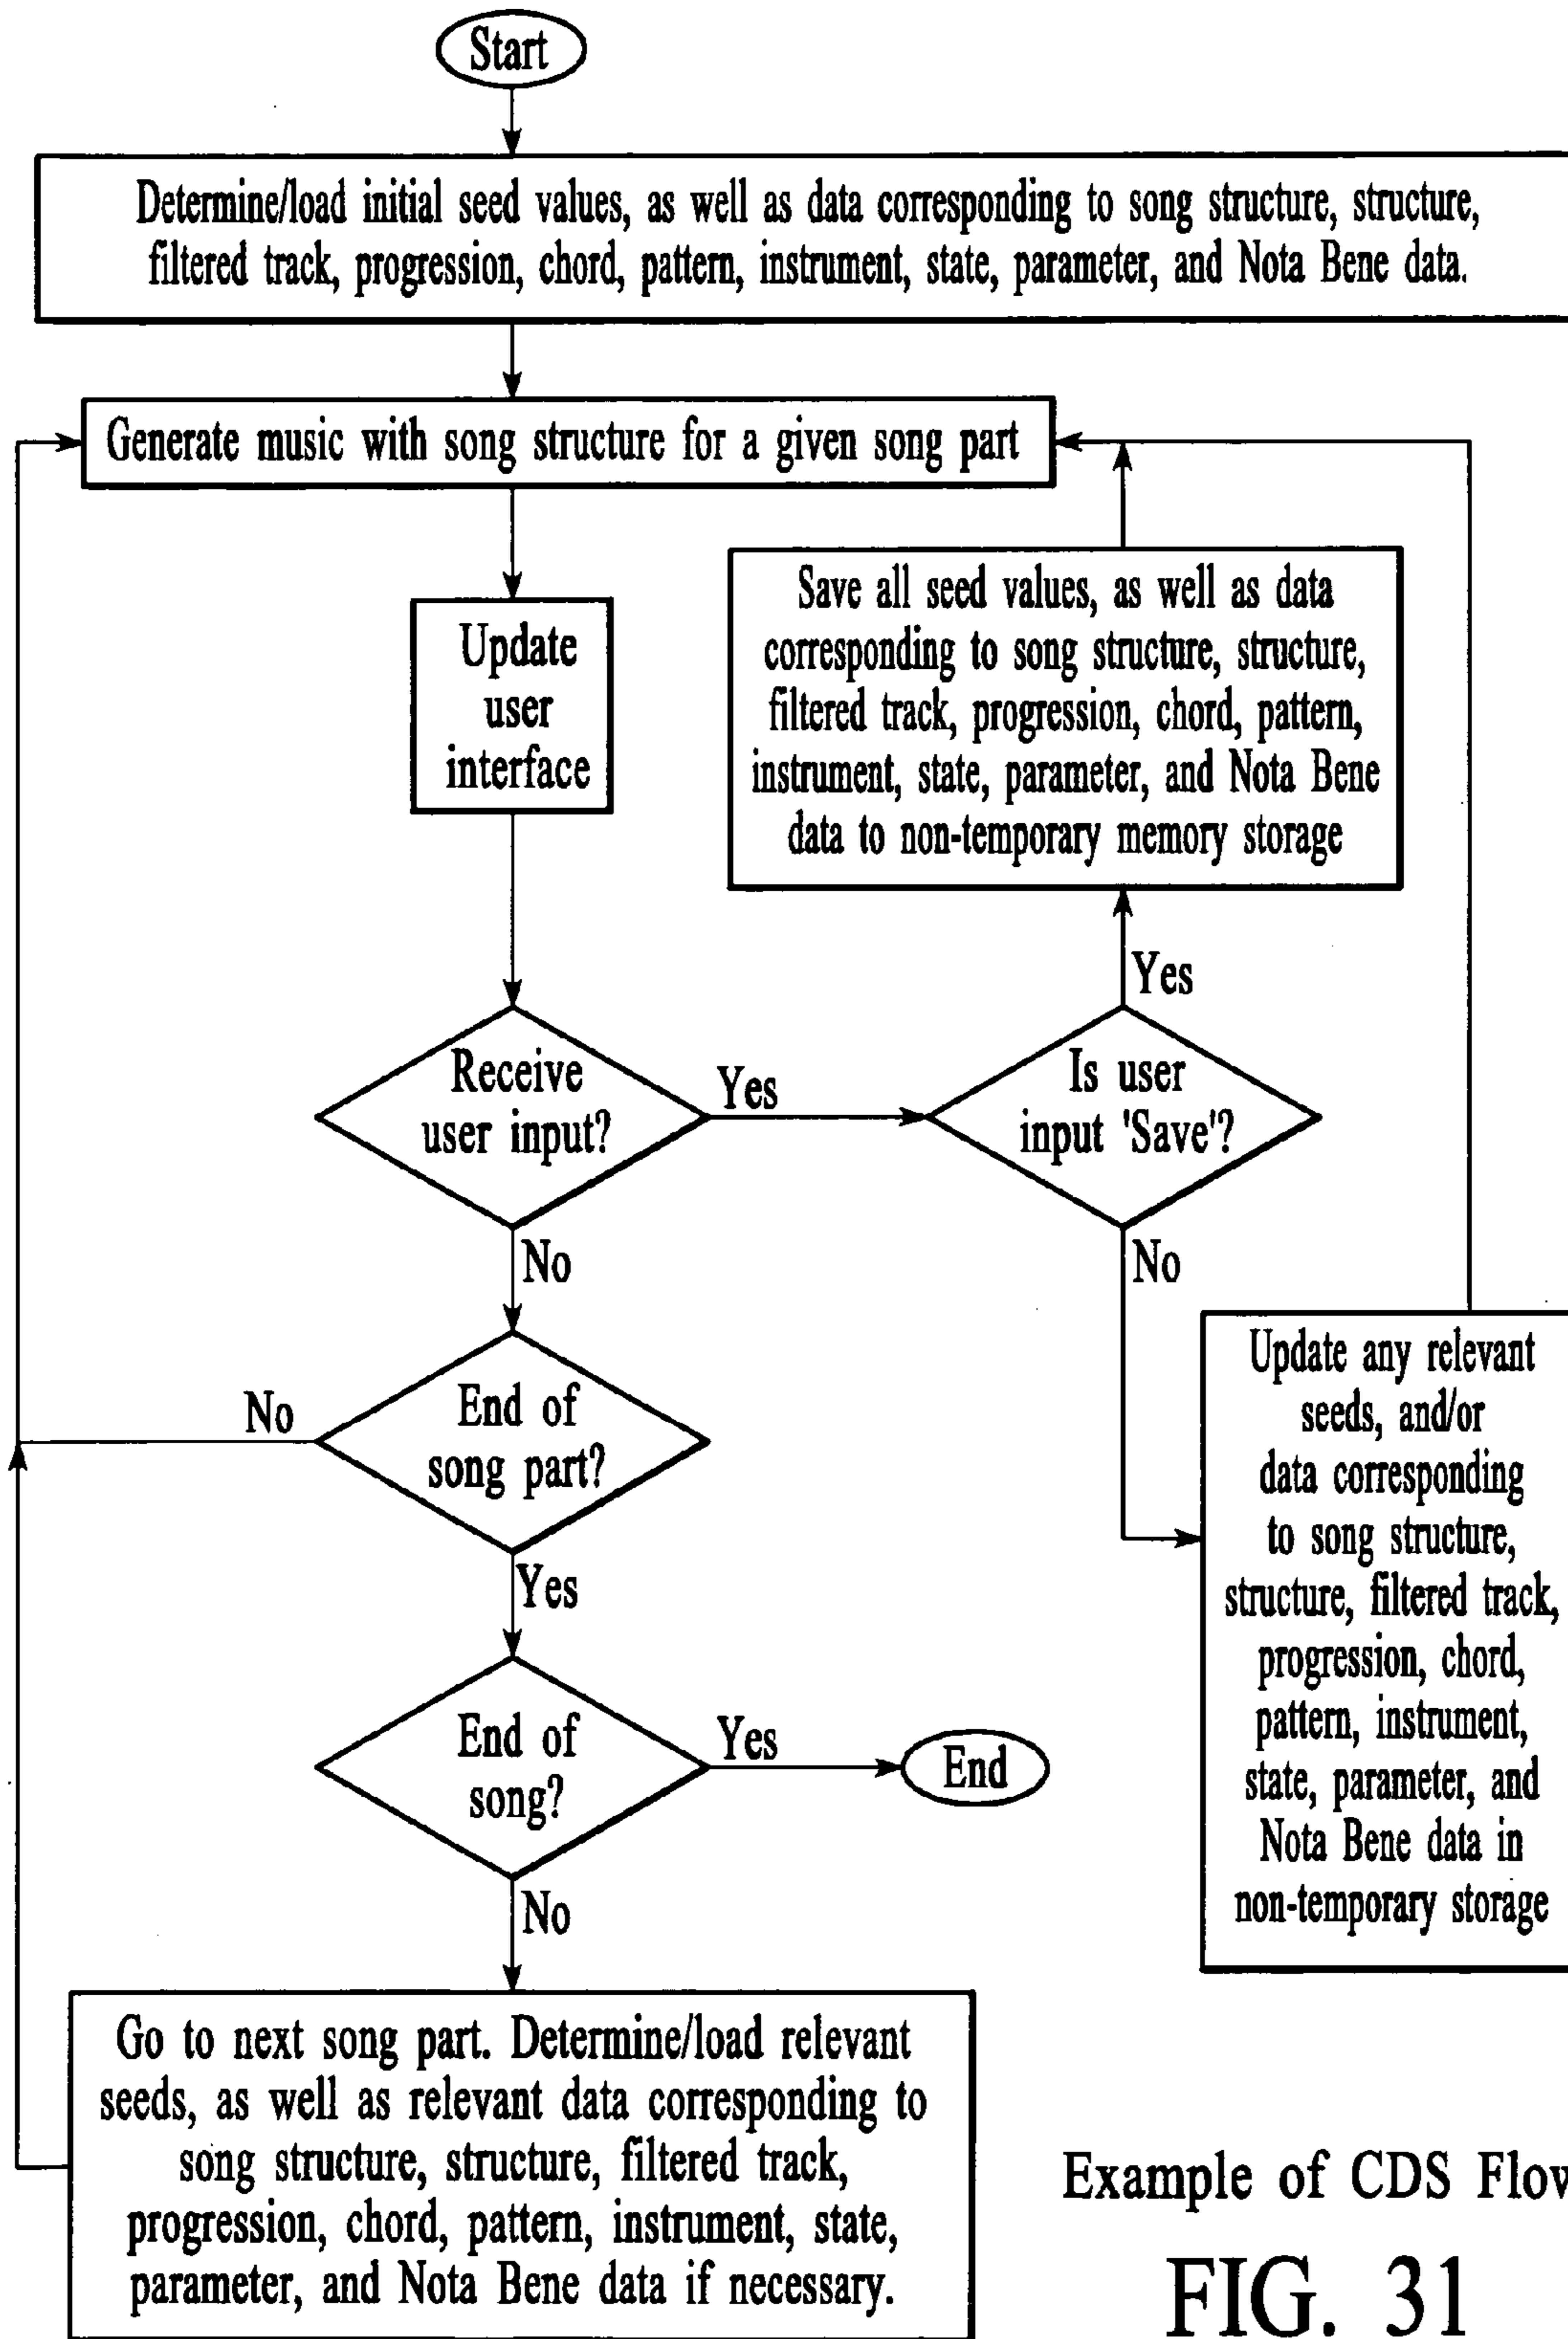 Start
Determine/load initial seed values, as well as data corresponding to song structure, structure,
filtered track, progression, chord, pattern, instrument, state, parameter, and Nota Bene data.
Generate music with song structure for a given song part
Update
user
interface
Save all seed values, as well as data
corresponding to song structure, structure,
filtered track, progression, chord, pattern,
instrument, state, parameter, and Nota Bene
data to non-temporary memory storage
Yes
Receive
user input?
Yes
Is user
input 'Save'?
No
No
Update any relevant
seeds, and/or
data corresponding
to song structure,
structure, filtered track,
progression, chord,
pattern, instrument,
state, parameter, and
Nota Bene data in
non-temporary storage
End of
song part?
No
Yes
End of
song?
Yes
End
No
Go to next song part. Determine/load relevant
seeds, as well as relevant data corresponding to
song structure, structure, filtered track,
progression, chord, pattern, instrument, state,
parameter, and Nota Bene data if necessary.
Example of CDS Flow
FIG. 31